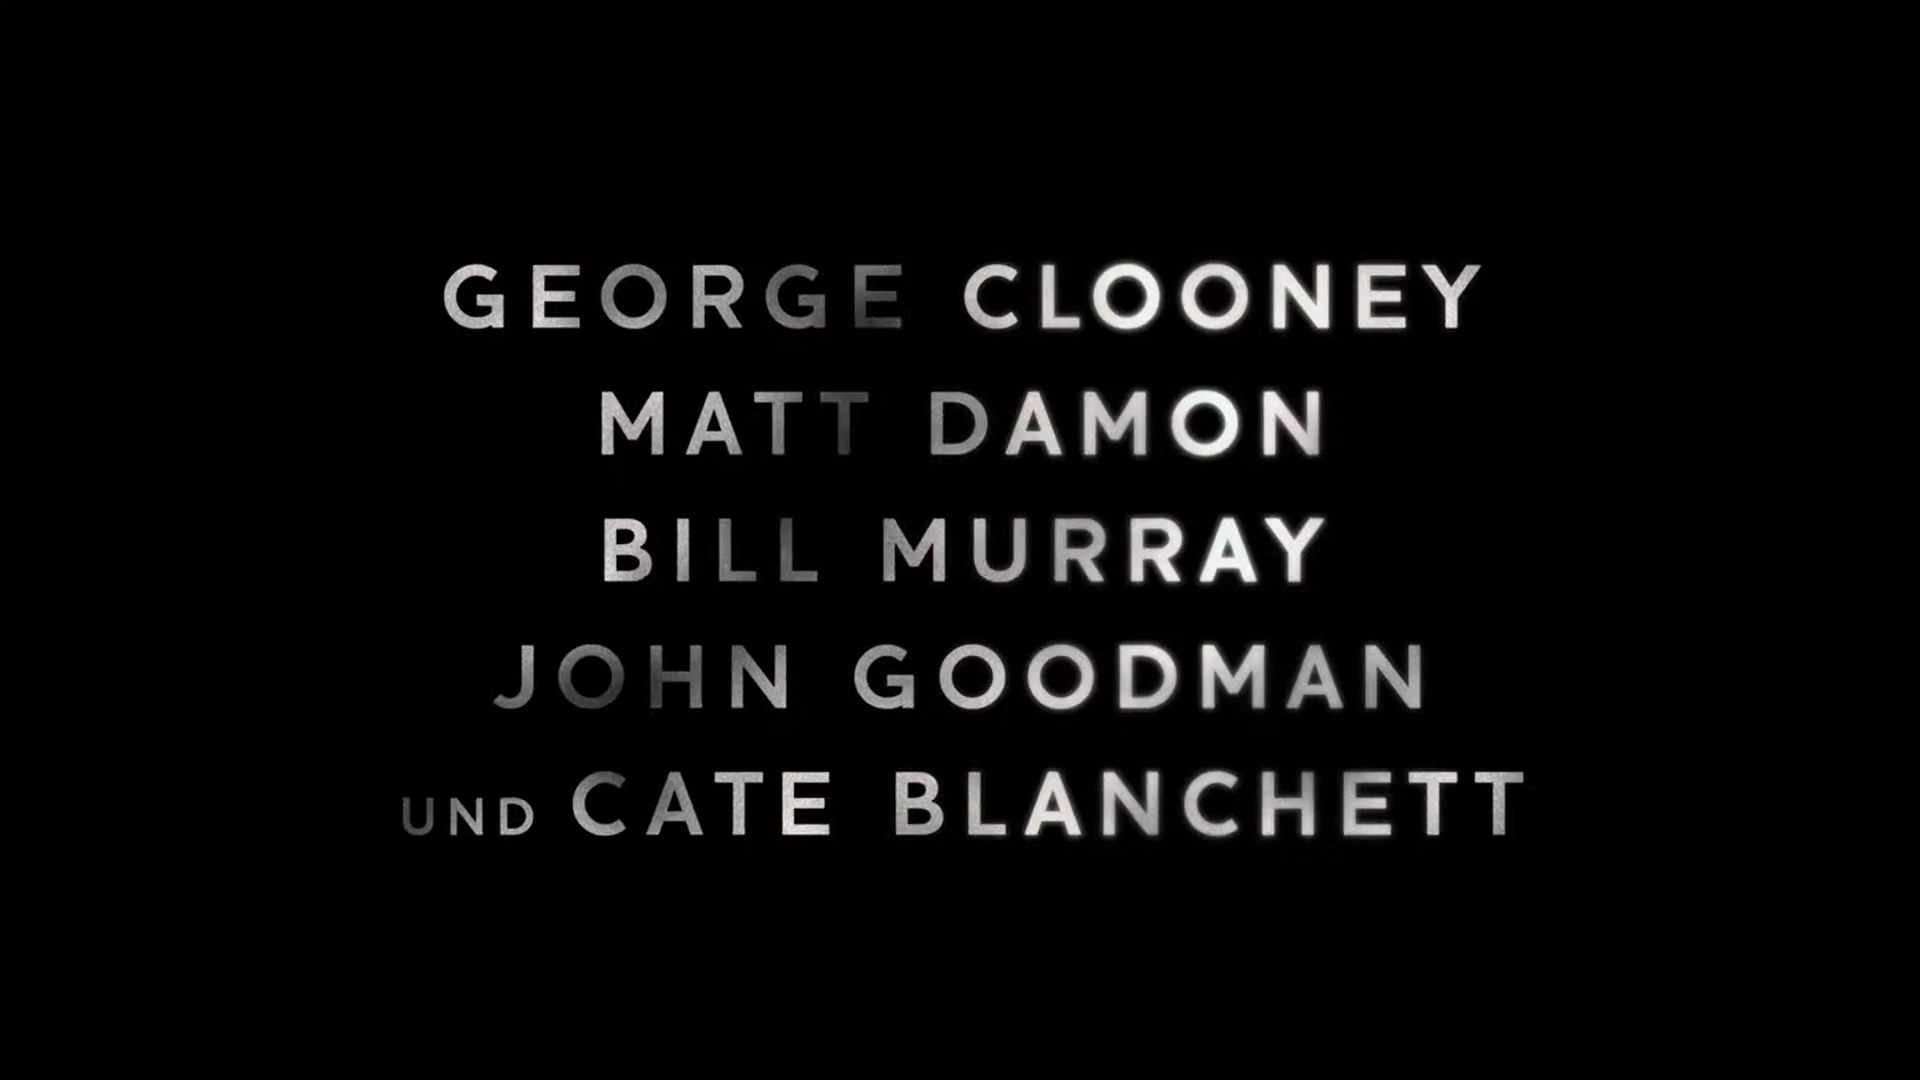 GEORGE CLOONEY
MATT DAMON
BILL MURRAY
JOHN GOODMAN
UND CATE BLANCHETT